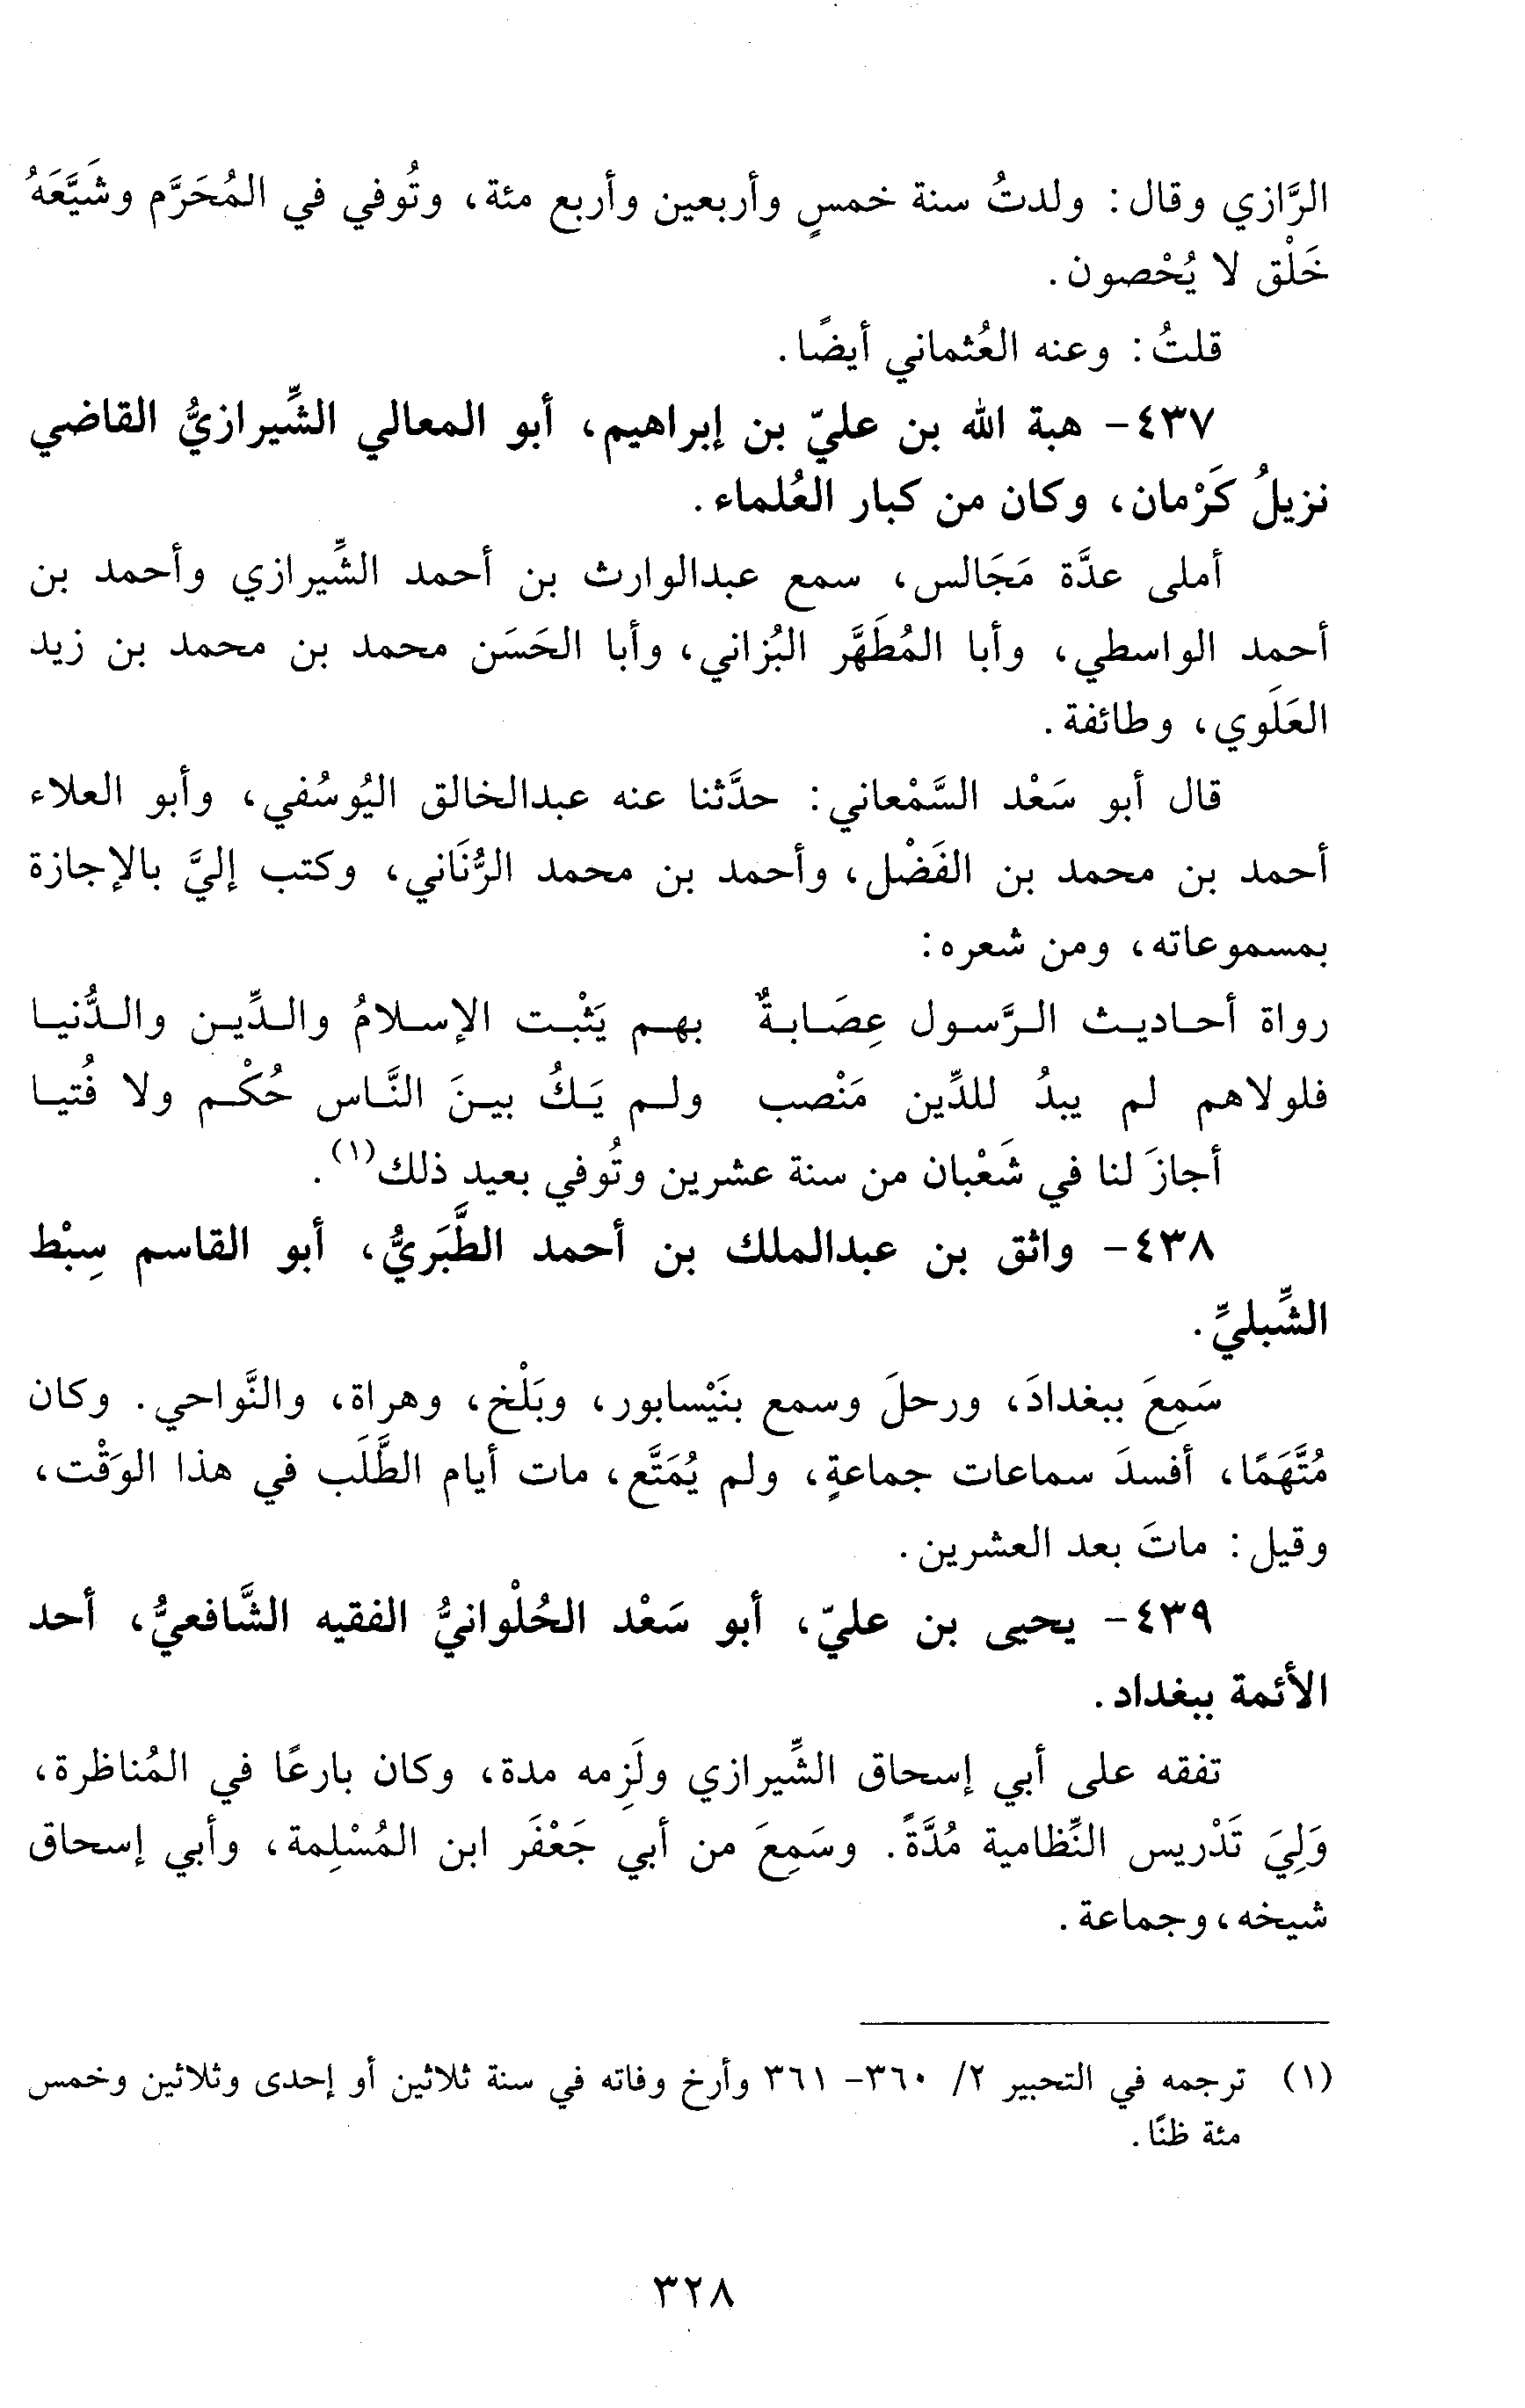 الرَّازي وقال: ولدتُ سنة خمسٍ وأربعين وأربع مئة، وتُوفي في المُحَرَّم وشَيَّعَهُ
خَلْق لا يُحْصون.
قلتُ: وعنه العُثماني أيضًا.
٤٣٧- هبة الله بن عليّ بن إبراهيم، أبو المعالي الشِّيرازيُّ القاضي
نزيلُ كَرْمان، وكان من كبار العُلماء.
أملى عدَّة مَجَالس، سمع عبدالوارث بن أحمد الشِّيرازي وأحمد بن
أحمد الواسطي، وأبا المُطَهَّر البُزاني، وأبا الحَسَن محمد بن محمد بن زيد
العَلَوي، وطائفة.
قال أبو سَعْد السَّمْعاني: حدَّثنا عنه عبدالخالق اليُوسُفي، وأبو العلاء
أحمد بن محمد بن الفَضْل، وأحمد بن محمد الرُّنَاني، وكتب إليَّ بالإجازة
بمسموعاته، ومن شعره:
رواة أحاديث الرَّسول عِصَابةٌ بهم يَثْبت الإسلامُ والدِّين والدُّنيا
فلولاهم لم يبدُ للدِّين مَنْصب ولم يَكُ بينَ النَّاس حُكْم ولا فُتيا
أجازَ لنا في شَعْبان من سنة عشرين وتُوفي بعيد ذلك(١).
٤٣٨- واثق بن عبدالملك بن أحمد الطَّبَريُّ، أبو القاسم سِبْط
الشِّبليِّ.
سَمِعَ ببغدادَ، ورحلَ وسمع بنَيْسابور، وبَلْخ، وهراة، والنَّواحي. وكان
مُتَّهَمًا، أفسدَ سماعات جماعةٍ، ولم يُمَتَّع، مات أيام الطَّلَب في هذا الوَقْت،
وقيل: ماتَ بعد العشرين.
٤٣٩- يحيى بن عليّ، أبو سَعْد الحُلْوانيُّ الفقيه الشَّافعيُّ، أحد
الأئمة ببغداد.
تفقه على أبي إسحاق الشِّيرازي ولَزِمه مدة، وكان بارعًا في المُناظرة،
وَلِيَ تَدْريس النِّظامية مُدَّةً. وسَمِعَ من أبي جَعْفَر ابن المُسْلِمة، وأبي إسحاق
شيخه، وجماعة.
(١) ترجمه في التحبير ٢/ ٣٦٠- ٣٦١ وأرخ وفاته في سنة ثلاثين أو إحدى وثلاثين وخمس
مئة ظنًا.
٣٢٨